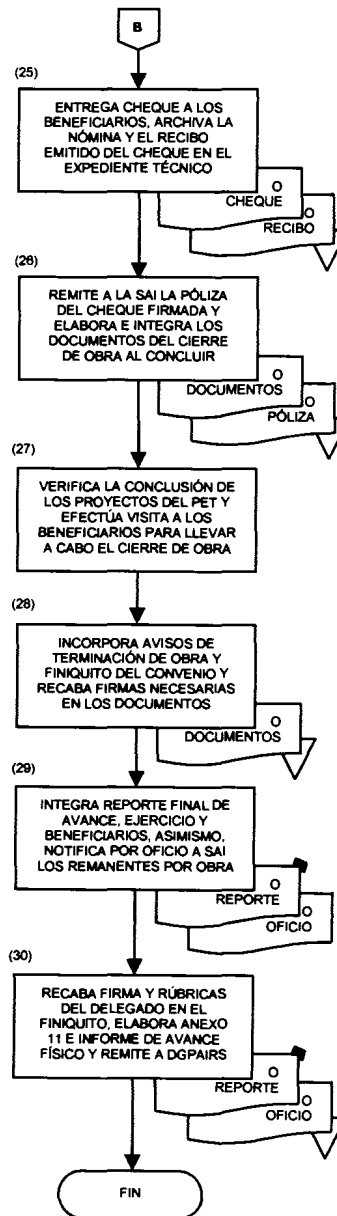 B
(25)
ENTREGA CHEQUE A LOS
BENEFICIARIOS, ARCHIVA LA
NÓMINA Y EL RECIBO
EMITIDO DEL CHEQUE EN EL
EXPEDIENTE TÉCNICO
O
CHEQUE
O
RECIBO
(26)
REMITE A LA SAI LA PÓLIZA
DEL CHEQUE FIRMADA Y
ELABORA E INTEGRA LOS
DOCUMENTOS DEL CIERRE
DE OBRA AL CONCLUIR
O
DOCUMENTOS
O
PÓLIZA
(27)
VERIFICA LA CONCLUSIÓN DE
LOS PROYECTOS DEL PET Y
EFECTÚA VISITA A LOS
BENEFICIARIOS PARA LLEVAR
A CABO EL CIERRE DE OBRA
(28)
INCORPORA AVISOS DE
TERMINACIÓN DE OBRA Y
FINIQUITO DEL CONVENIO Y
RECABA FIRMAS NECESARIAS
EN LOS DOCUMENTOS
O
DOCUMENTOS
(29)
INTEGRA REPORTE FINAL DE
AVANCE, EJERCICIO Y
BENEFICIARIOS, ASIMISMO,
NOTIFICA POR OFICIO A SAI
LOS REMANENTES POR OBRA
O
REPORTE
O
OFICIO
(30)
RECABA FIRMA Y RÚBRICAS
DEL DELEGADO EN EL
FINIQUITO, ELABORA ANEXO
11 E INFORME DE AVANCE
FÍSICO Y REMITE A DGPAIRS
O
REPORTE
O
OFICIO
FIN